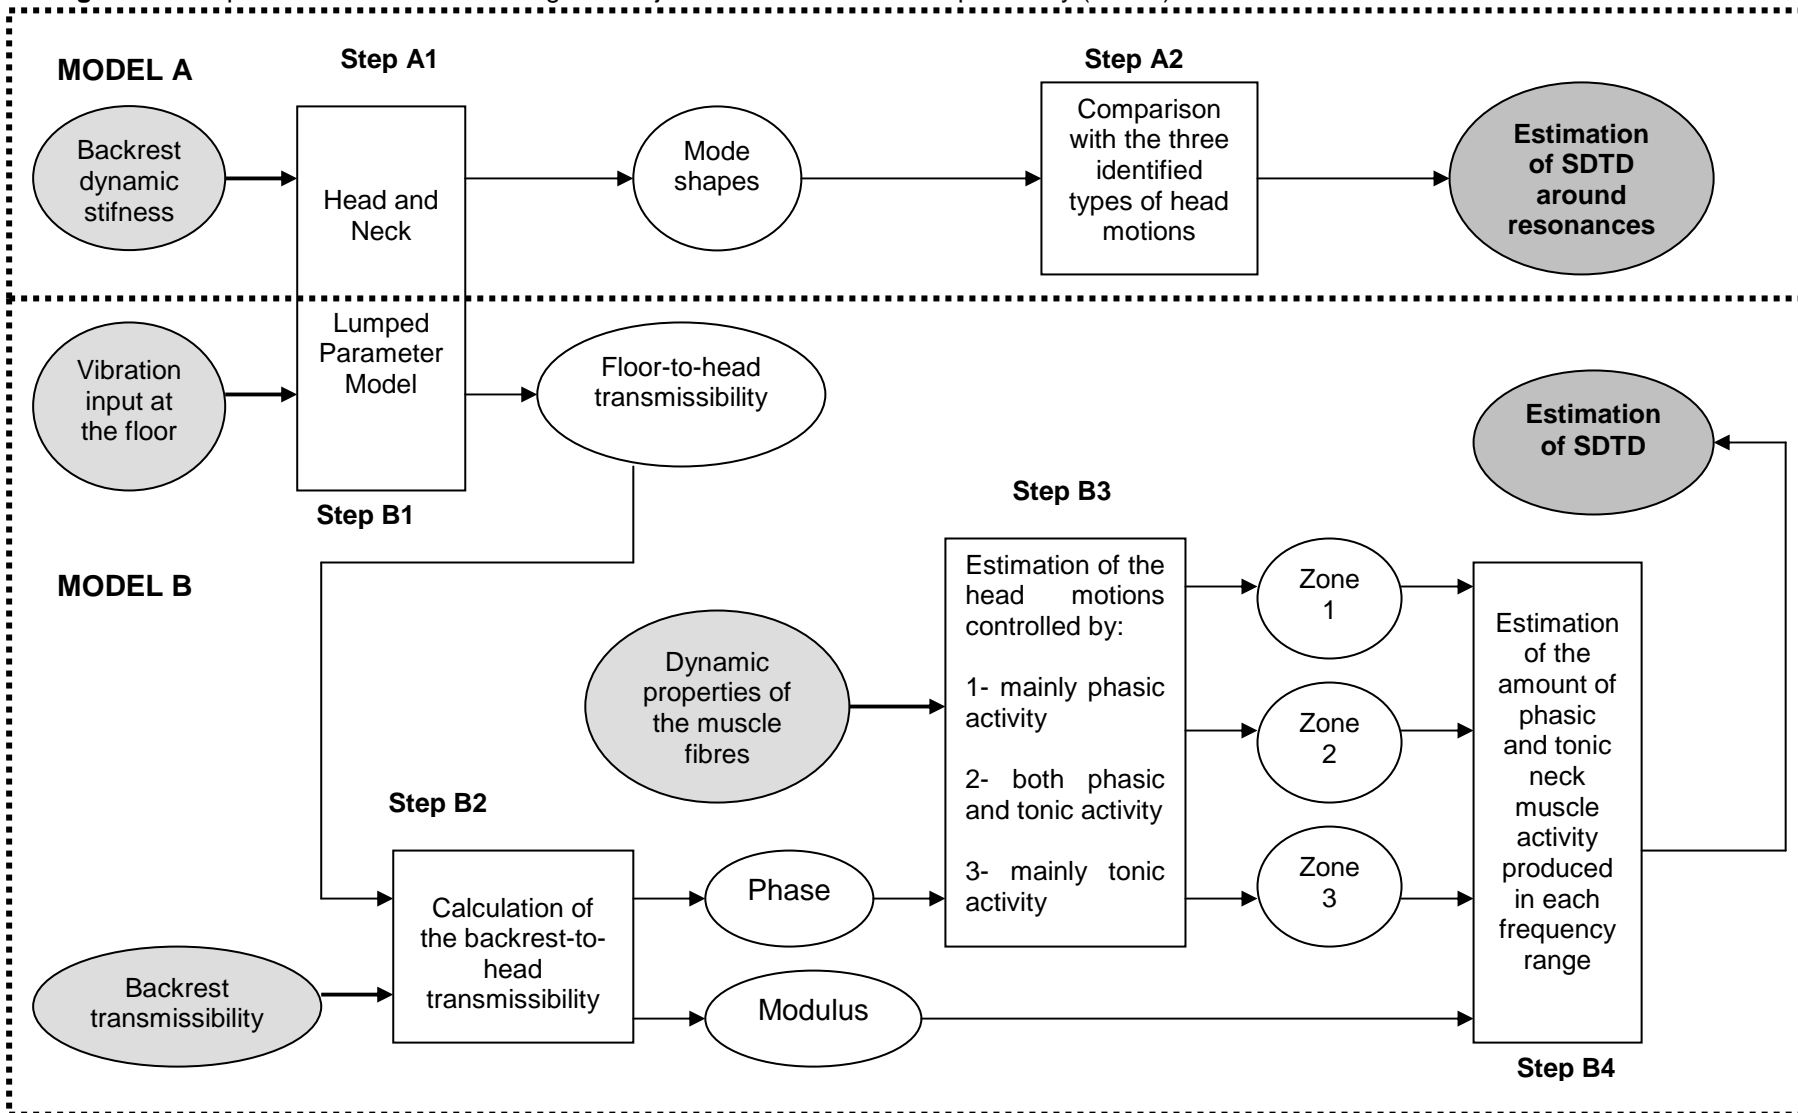 MODEL A
Step A1
Step A2
Backrest
dynamic
stifness
Head and
Neck
Mode
shapes
Comparison
with the three
identified
types of head
motions
Estimation
of SDTD
around
resonances
Vibration
input at
the floor
Lumped
Parameter
Model
Floor-to-head
transmissibility
Estimation
of SDTD
Step B1
MODEL B
Step B3
Dynamic
properties of
the muscle
fibres
Estimation of the
head motions
controlled by:
1- mainly phasic
activity
2- both phasic
and tonic activity
3- mainly tonic
activity
Zone
1
Zone
2
Zone
3
Estimation
of the
amount of
phasic
and tonic
neck
muscle
activity
produced
in each
frequency
range
Step B2
Calculation of
the backrest-to-
head
transmissibility
Phase
Modulus
Backrest
transmissibility
Step B4